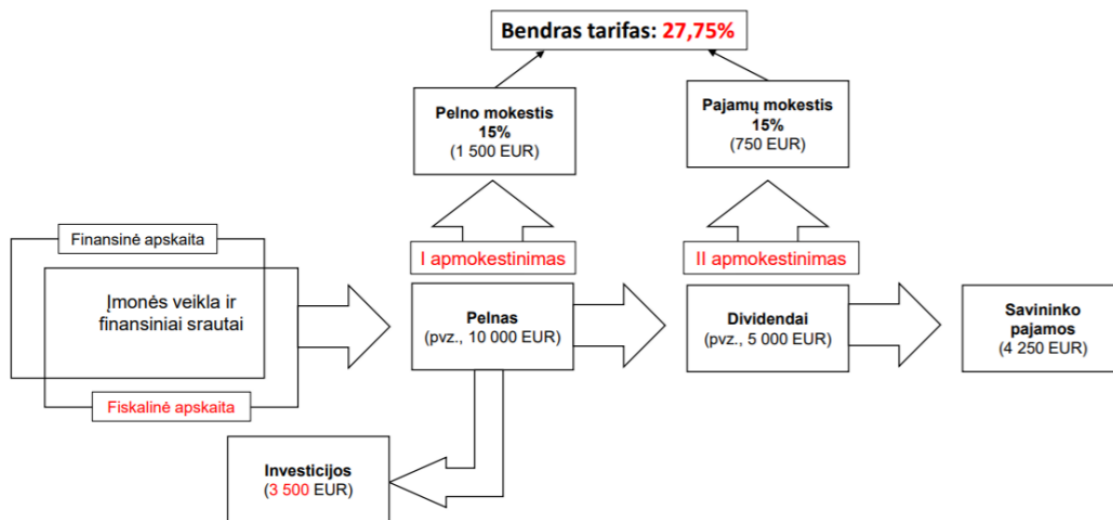 Bendras tarifas: 27,75%
Pelno mokestis
15%
(1 500 EUR)
Pajamų mokestis
15%
(750 EUR)
Finansinė apskaita
Įmonės veikla ir
finansiniai srautai
Fiskalinė apskaita
I apmokestinimas
Pelnas
(pvz., 10 000 EUR)
II apmokestinimas
Dividendai
(pvz., 5 000 EUR)
Savininko
pajamos
(4 250 EUR)
Investicijos
(3 500 EUR)